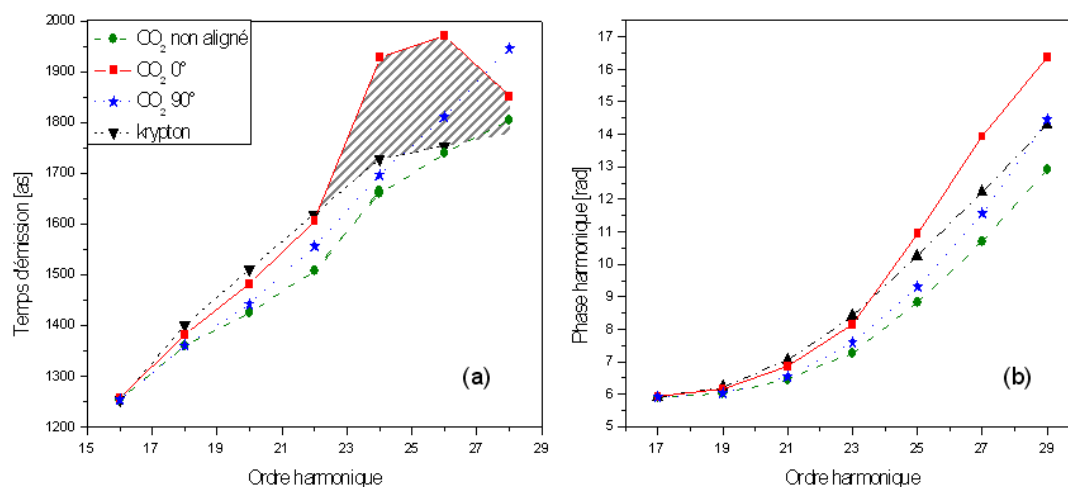 2000
1900
1800
1700
1600
1500
1400
1300
1200
Temps démission [as]
CO2 non aligné
CO2 0°
CO2 90°
krypton
(a)
15 17 19 21 23 25 27 29
Ordre harmonique
17
16
15
14
13
12
11
10
9
8
7
6
5
Phase harmonique [rad]
(b)
17 19 21 23 25 27 29
Ordre harmonique